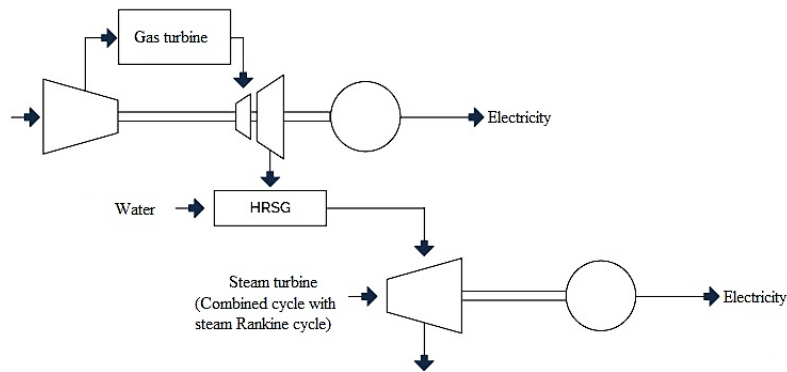 Gas turbine
Electricity
Water
HRSG
Steam turbine
(Combined cycle with
steam Rankine cycle)
Electricity